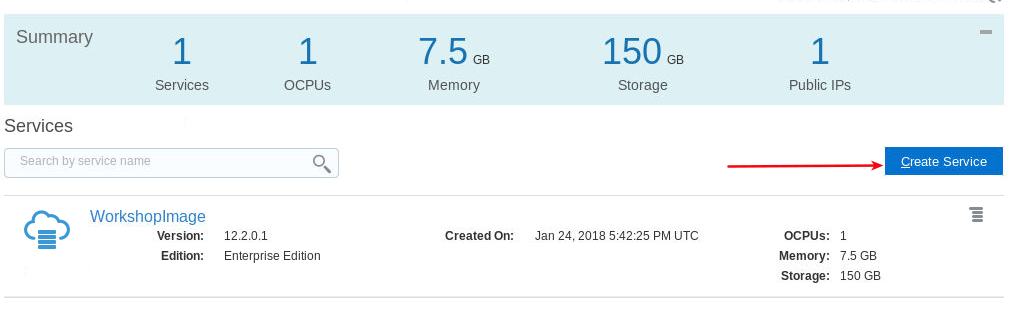 Summary
1 1 7.5 GB 150 GB 1
Services OCPUs Memory Storage Public IPs
Services
Search by service name
Create Service
WorkshopImage
Version: 12.2.0.1 Created On: Jan 24, 2018 5:42:25 PM UTC OCPUs: 1
Edition: Enterprise Edition Memory: 7.5 GB
Storage: 150 GB